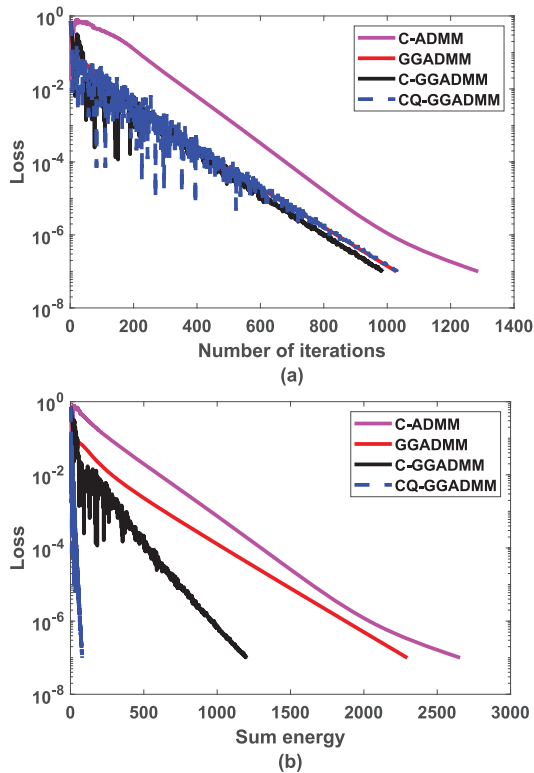 10^0
10^-2
10^-4
10^-6
10^-8
Loss
C-ADMM
GGADMM
C-GGADMM
CQ-GGADMM
0 200 400 600 800 1000 1200 1400
Number of iterations
(a)
10^0
10^-2
10^-4
10^-6
10^-8
Loss
C-ADMM
GGADMM
C-GGADMM
CQ-GGADMM
0 500 1000 1500 2000 2500 3000
Sum energy
(b)